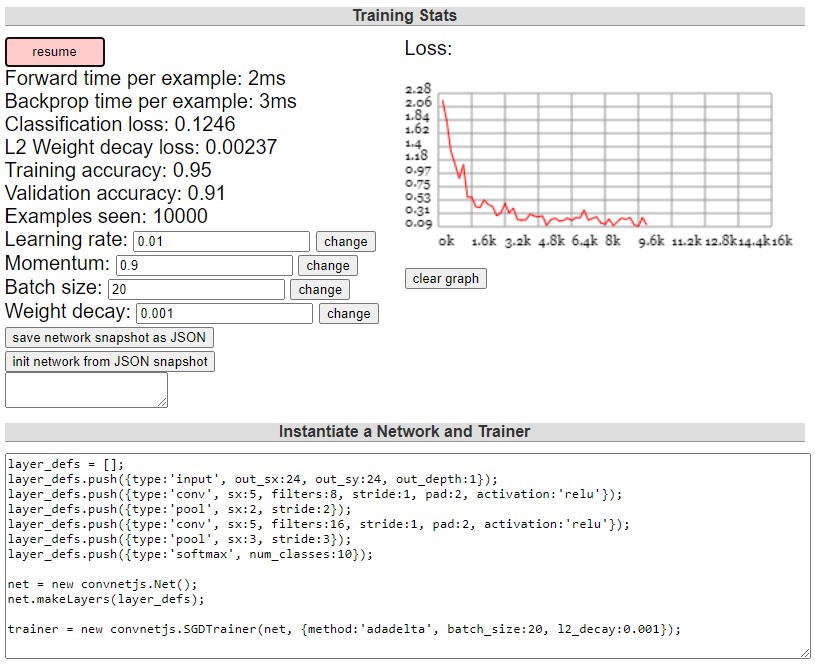 Training Stats
resume
Forward time per example: 2ms
Backprop time per example: 3ms
Classification loss: 0.1246
L2 Weight decay loss: 0.00237
Training accuracy: 0.95
Validation accuracy: 0.91
Examples seen: 10000
Learning rate: 0.01 change
Momentum: 0.9 change
Batch size: 20 change
Weight decay: 0.001 change
save network snapshot as JSON
init network from JSON snapshot
Loss:
2.28
2.06
1.84
1.62
1.4
1.18
0.97
0.75
0.53
0.31
0.09
0k 1.6k 3.2k 4.8k 6.4k 8k 9.6k 11.2k 12.8k 14.4k 16k
clear graph
Instantiate a Network and Trainer
layer_defs = [];
layer_defs.push({type:'input', out_sx:24, out_sy:24, out_depth:1});
layer_defs.push({type:'conv', sx:5, filters:8, stride:1, pad:2, activation:'relu'});
layer_defs.push({type:'pool', sx:2, stride:2});
layer_defs.push({type:'conv', sx:5, filters:16, stride:1, pad:2, activation:'relu'});
layer_defs.push({type:'pool', sx:3, stride:3});
layer_defs.push({type:'softmax', num_classes:10});
net = new convnetjs.Net();
net.makeLayers(layer_defs);
trainer = new convnetjs.SGDTrainer(net, {method:'adadelta', batch_size:20, l2_decay:0.001});